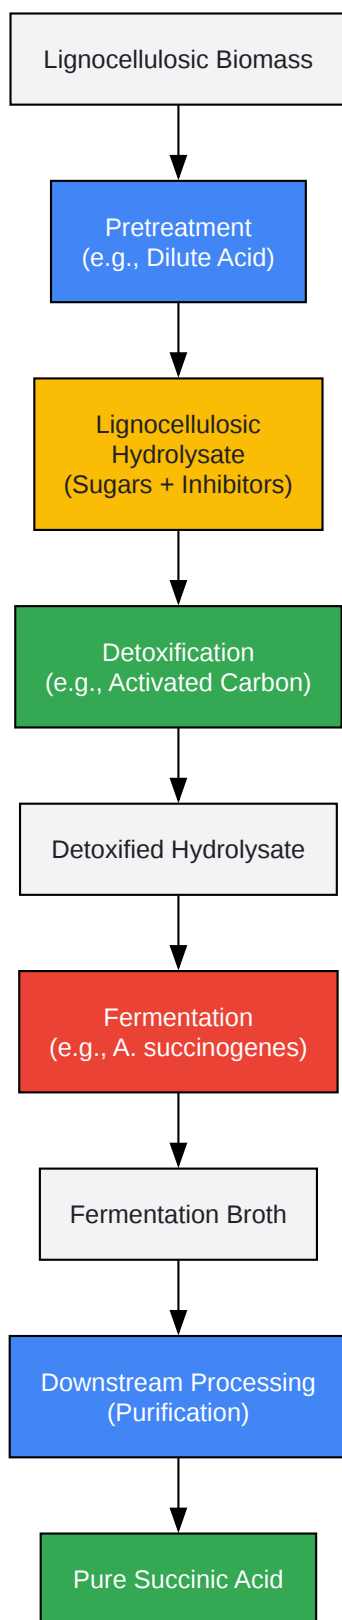 Lignocellulosic Biomass
Pretreatment
(e.g., Dilute Acid)
Lignocellulosic
Hydrolysate
(Sugars + Inhibitors)
Detoxification
(e.g., Activated Carbon)
Detoxified Hydrolysate
Fermentation
(e.g., A. succinogenes)
Fermentation Broth
Downstream Processing
(Purification)
Pure Succinic Acid